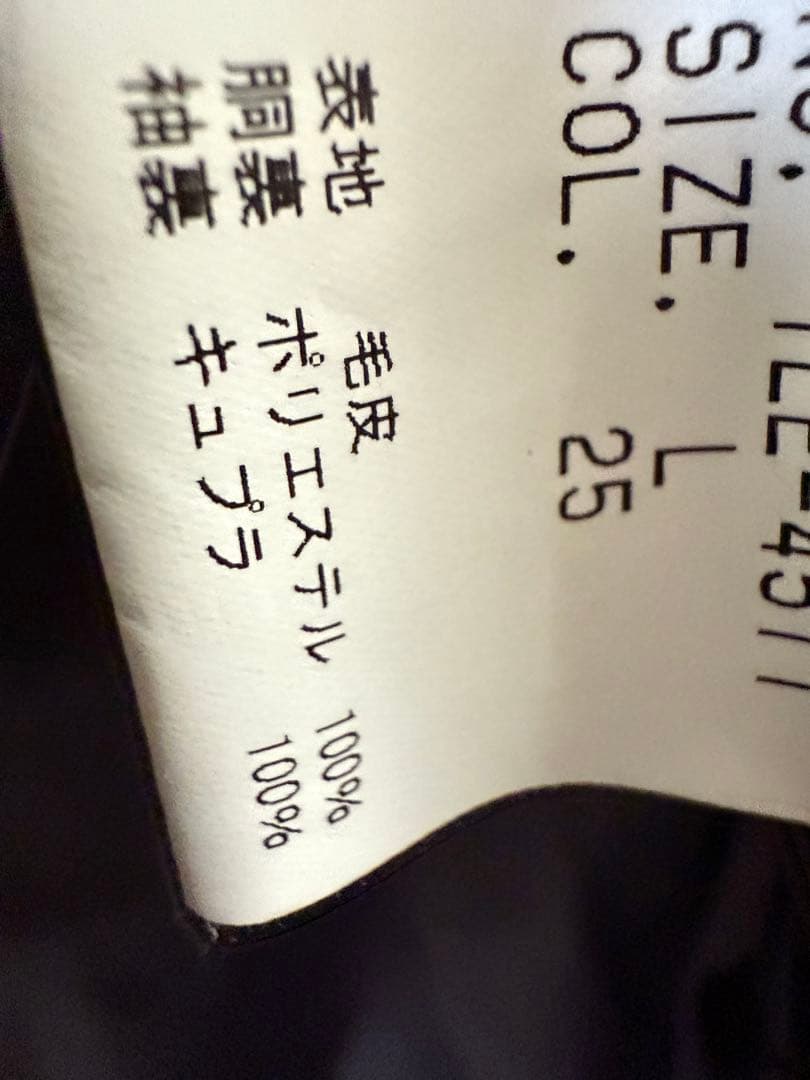 SIZE. L
COL. 25
表地 毛皮
胴裏 ポリエステル 100%
袖裏 キュプラ 100%